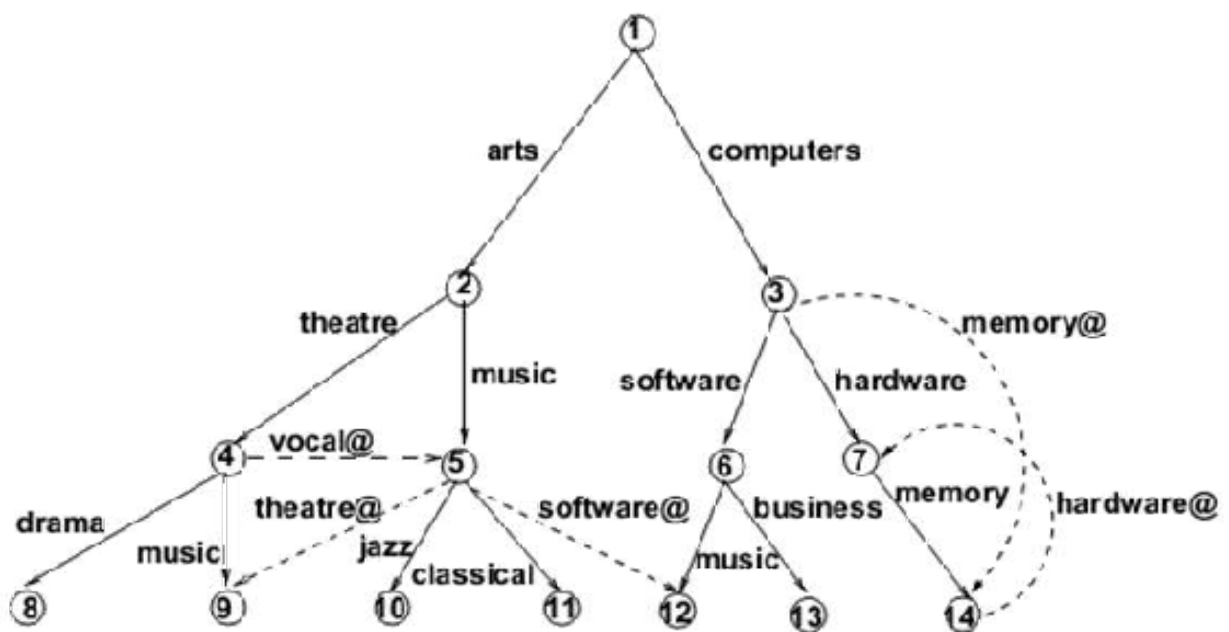 1
arts computers
2 3
theatre memory@
music software hardware
vocal@
4 5 6 7
drama theatre@ software@ business memory hardware@
music jazz music
classical
8 9 10 11 12 13 14